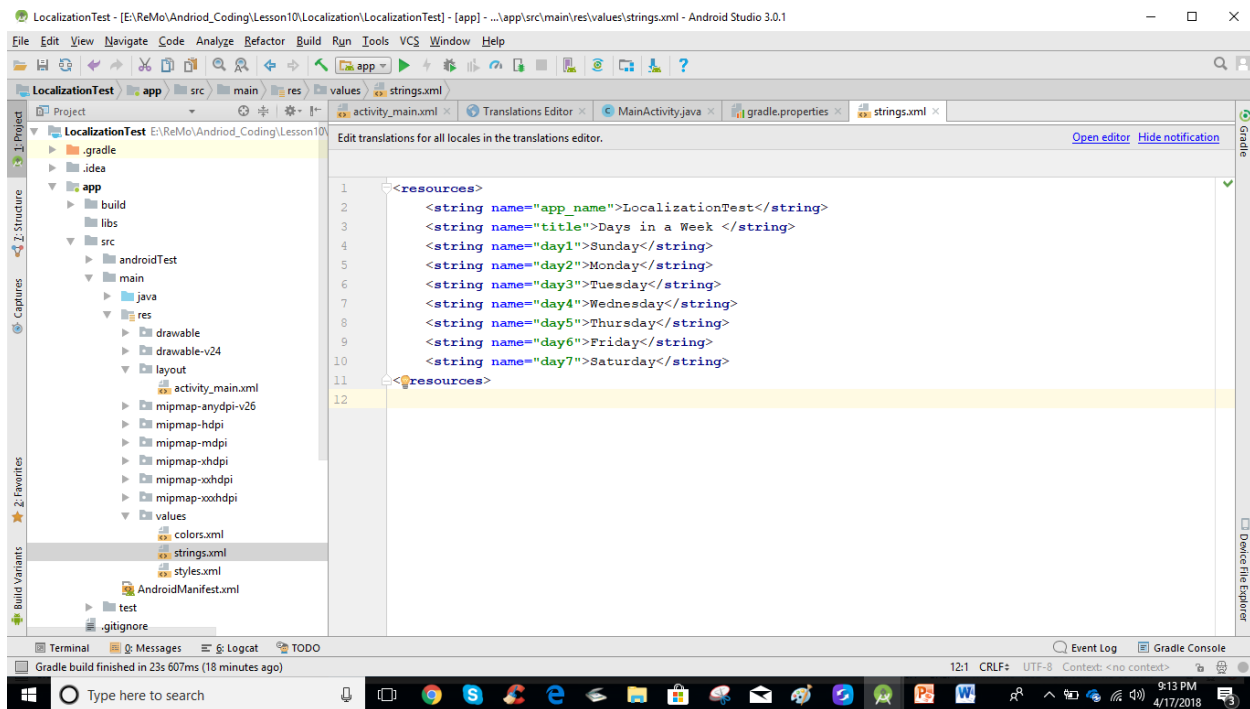 LocalizationTest - [E:\ReMo\Andriod_Coding\Lesson10\Localization\LocalizationTest] - [app] - ...\app\src\main\res\values\strings.xml - Android Studio 3.0.1
File Edit View Navigate Code Analyze Refactor Build Run Tools VCS Window Help
app
LocalizationTest app src main res values strings.xml
Project
activity_main.xml Translations Editor MainActivity.java gradle.properties strings.xml
LocalizationTest E:\ReMo\Andriod_Coding\Lesson10\
.gradle
.idea
app
build
libs
src
androidTest
main
java
res
drawable
drawable-v24
layout
activity_main.xml
mipmap-anydpi-v26
mipmap-hdpi
mipmap-mdpi
mipmap-xhdpi
mipmap-xxhdpi
mipmap-xxxhdpi
values
colors.xml
strings.xml
styles.xml
AndroidManifest.xml
test
.gitignore
1: Project
7: Structure
Captures
2: Favorites
Build Variants
Edit translations for all locales in the translations editor. Open editor Hide notification
1 <resources>
2 <string name="app_name">LocalizationTest</string>
3 <string name="title">Days in a Week </string>
4 <string name="day1">Sunday</string>
5 <string name="day2">Monday</string>
6 <string name="day3">Tuesday</string>
7 <string name="day4">Wednesday</string>
8 <string name="day5">Thursday</string>
9 <string name="day6">Friday</string>
10 <string name="day7">Saturday</string>
11 <resources>
12
Gradle
Device File Explorer
Terminal 0: Messages 6: Logcat TODO Event Log Gradle Console
Gradle build finished in 23s 607ms (18 minutes ago) 12:1 CRLF÷ UTF-8 Context: <no context>
Type here to search
9:13 PM
4/17/2018